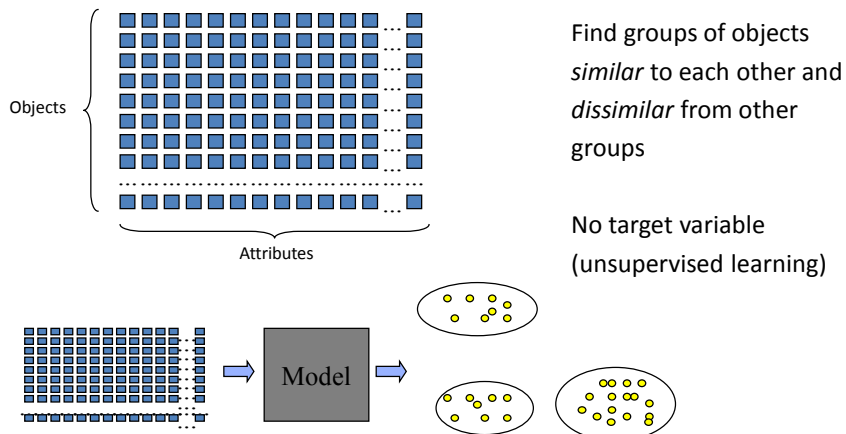 Objects
Attributes
Find groups of objects
similar to each other and
dissimilar from other
groups
No target variable
(unsupervised learning)
Model